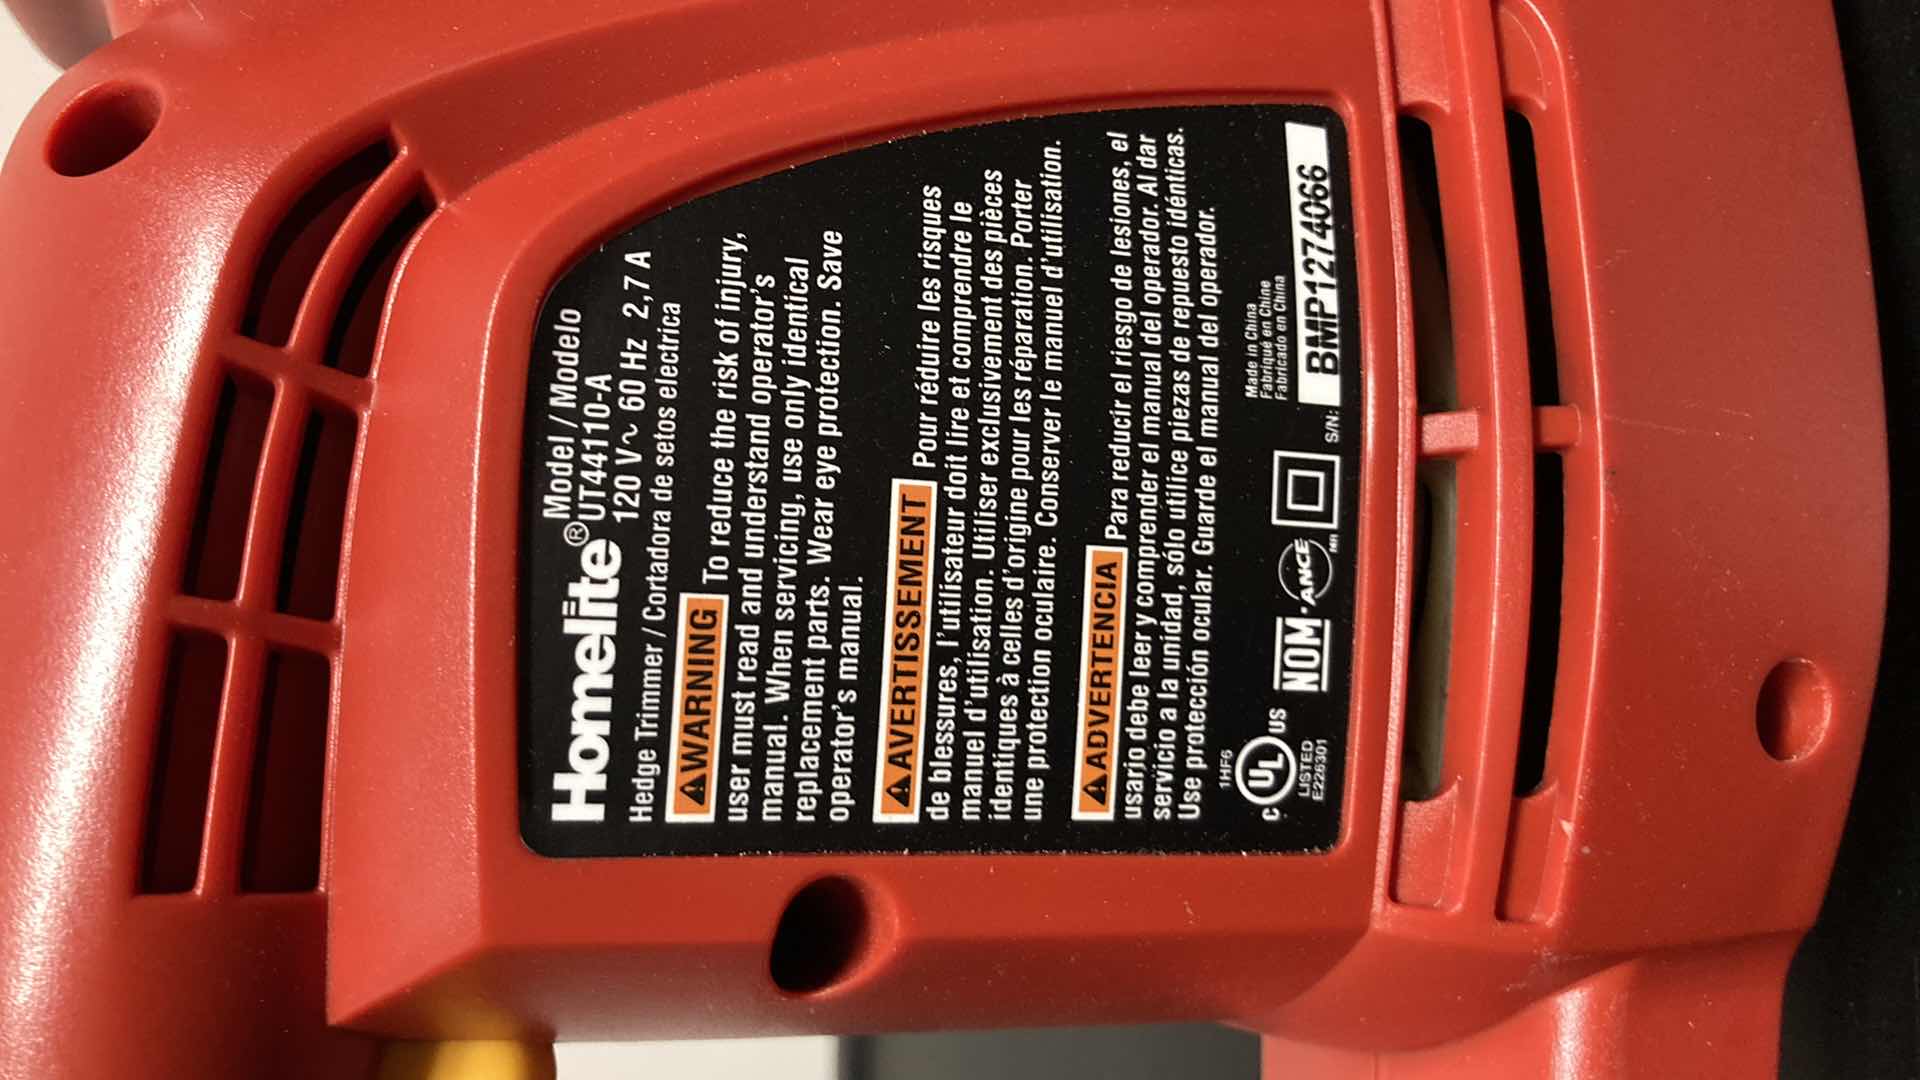 Homelite® Model / Modelo
UT44110-A
120 V ~ 60 Hz 2,7 A
Hedge Trimmer / Cortadora de setos electrica
⚠WARNING To reduce the risk of injury,
user must read and understand operator's
manual. When servicing, use only identical
replacement parts. Wear eye protection. Save
operator's manual.
⚠AVERTISSEMENT Pour réduire les risques
de blessures, l'utilisateur doit lire et comprendre le
manuel d'utilisation. Utiliser exclusivement des pièces
identiques à celles d'origine pour les réparation. Porter
une protection oculaire. Conserver le manuel d'utilisation.
⚠ADVERTENCIA Para reducir el riesgo de lesiones, el
usario debe leer y comprender el manual del operador. Al dar
servicio a la unidad, sólo utilice piezas de repuesto idénticas.
Use protección ocular. Guarde el manual del operador.
1HF6
C UL US
LISTED
E226301
NOM-ANCE
MR
Made in China
Fabriqué en Chine
Fabricado en China
S/N: BMP1274066